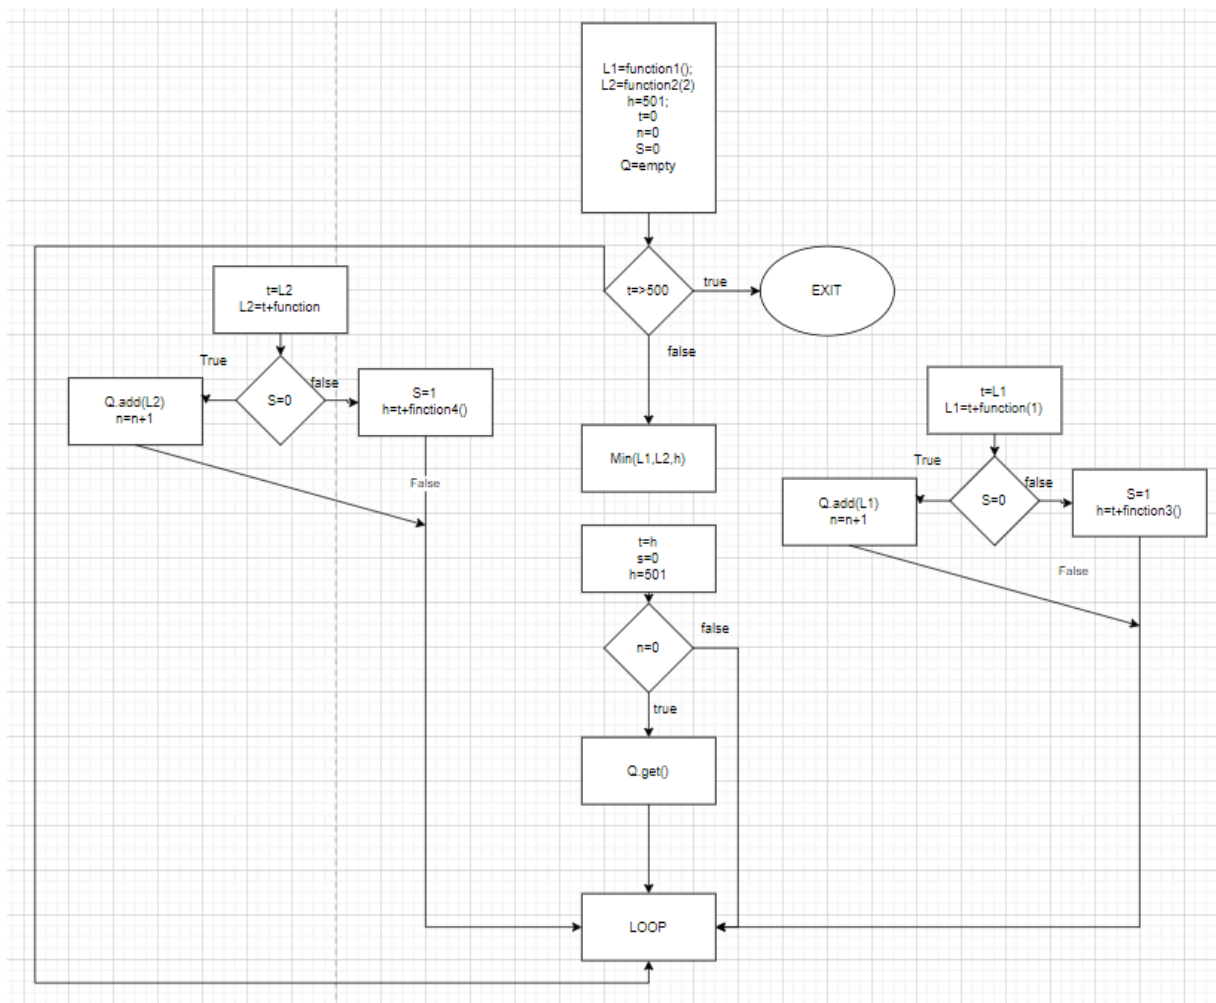 L1=function1();
L2=function2(2)
h=501;
t=0
n=0
S=0
Q=empty
t=>500
true
EXIT
false
t=L2
L2=t+function
True
S=0
false
Q.add(L2)
n=n+1
S=1
h=t+finction4()
False
Min(L1,L2,h)
t=L1
L1=t+function(1)
True
S=0
false
Q.add(L1)
n=n+1
S=1
h=t+finction3()
False
t=h
s=0
h=501
n=0
false
true
Q.get()
LOOP